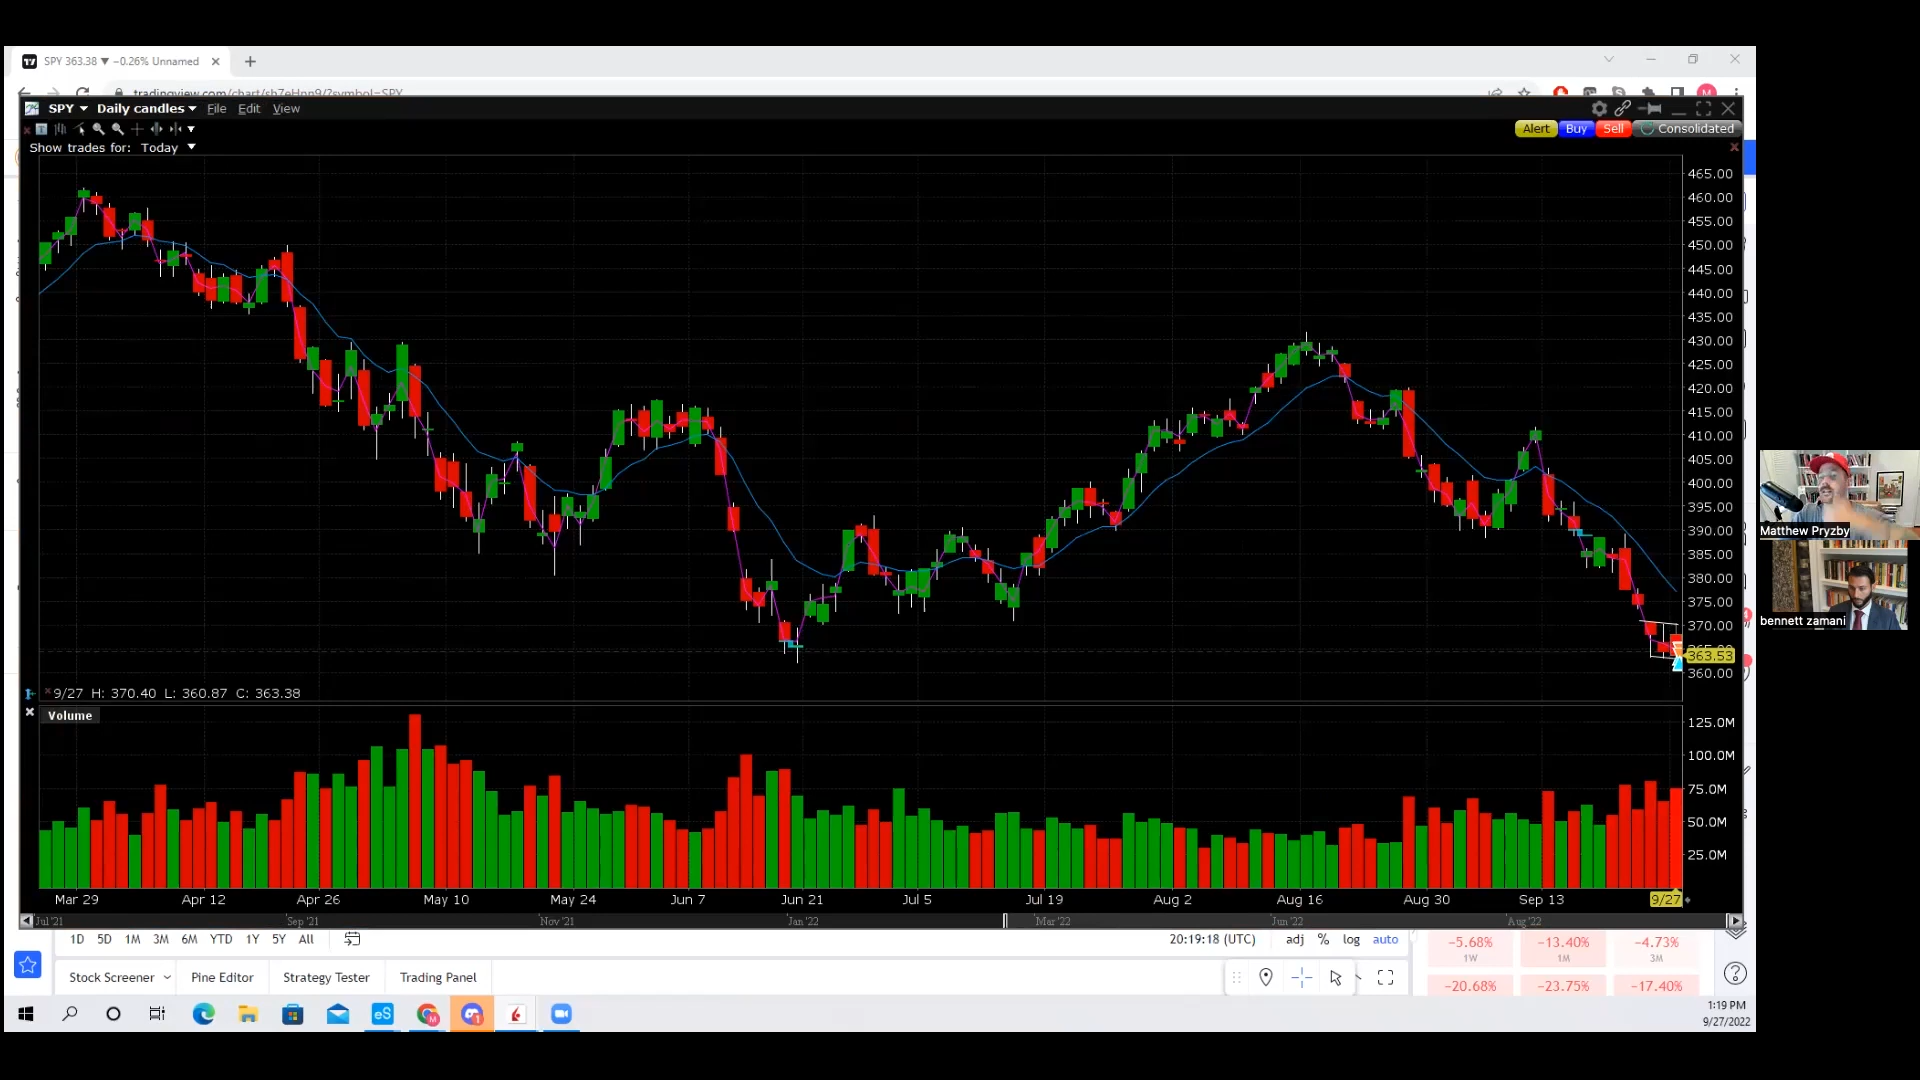 SPY 363.38 ▼ −0.26% Unnamed
tradingview.com/chart/sh7eHnn9/?symbol=SPY
SPY Daily candles File Edit View
Alert Buy Sell Consolidated
Show trades for: Today
465.00
460.00
455.00
450.00
445.00
440.00
435.00
430.00
425.00
420.00
415.00
410.00
405.00
400.00
395.00
390.00
385.00
380.00
375.00
370.00
363.53
360.00
9/27 H: 370.40 L: 360.87 C: 363.38
Volume
125.0M
100.0M
75.0M
50.0M
25.0M
Mar 29 Apr 12 Apr 26 May 10 May 24 Jun 7 Jun 21 Jul 5 Jul 19 Aug 2 Aug 16 Aug 30 Sep 13 9/27
Jul '21 Sep '21 Nov '21 Jan '22 Mar '22 Jun '22 Aug '22
1D 5D 1M 3M 6M YTD 1Y 5Y All
20:19:18 (UTC) adj % log auto
Stock Screener Pine Editor Strategy Tester Trading Panel
−5.68% −13.40% −4.73%
1W 1M 3M
−20.68% −23.75% −17.40%
eS
1:19 PM
9/27/2022
Matthew Pryzby
bennett zamani